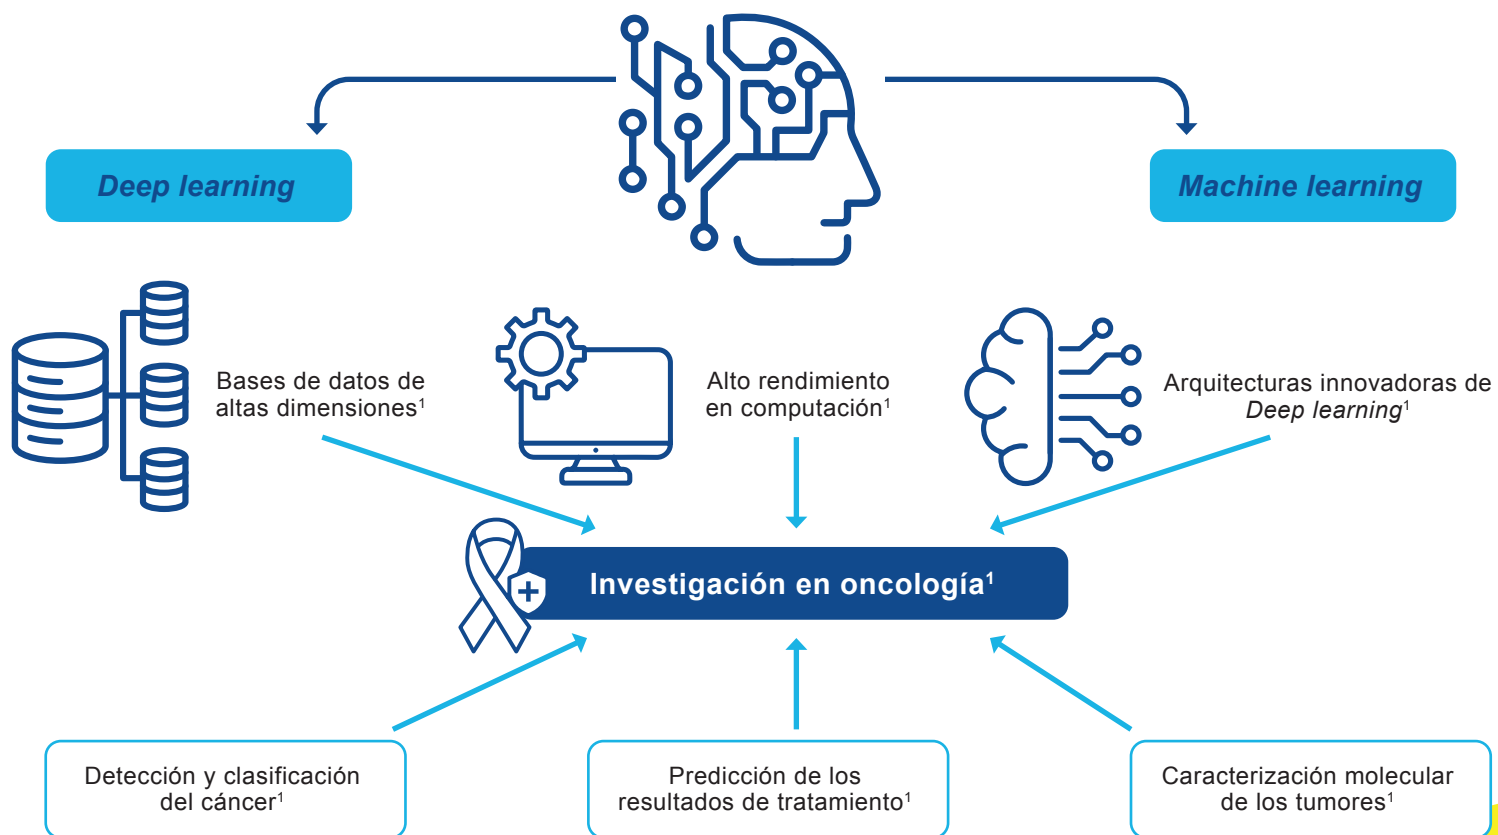 Deep learning
Machine learning
Bases de datos de
altas dimensiones¹
Alto rendimiento
en computación¹
Arquitecturas innovadoras de
Deep learning¹
Investigación en oncología¹
Detección y clasificación
del cáncer¹
Predicción de los
resultados de tratamiento¹
Caracterización molecular
de los tumores¹